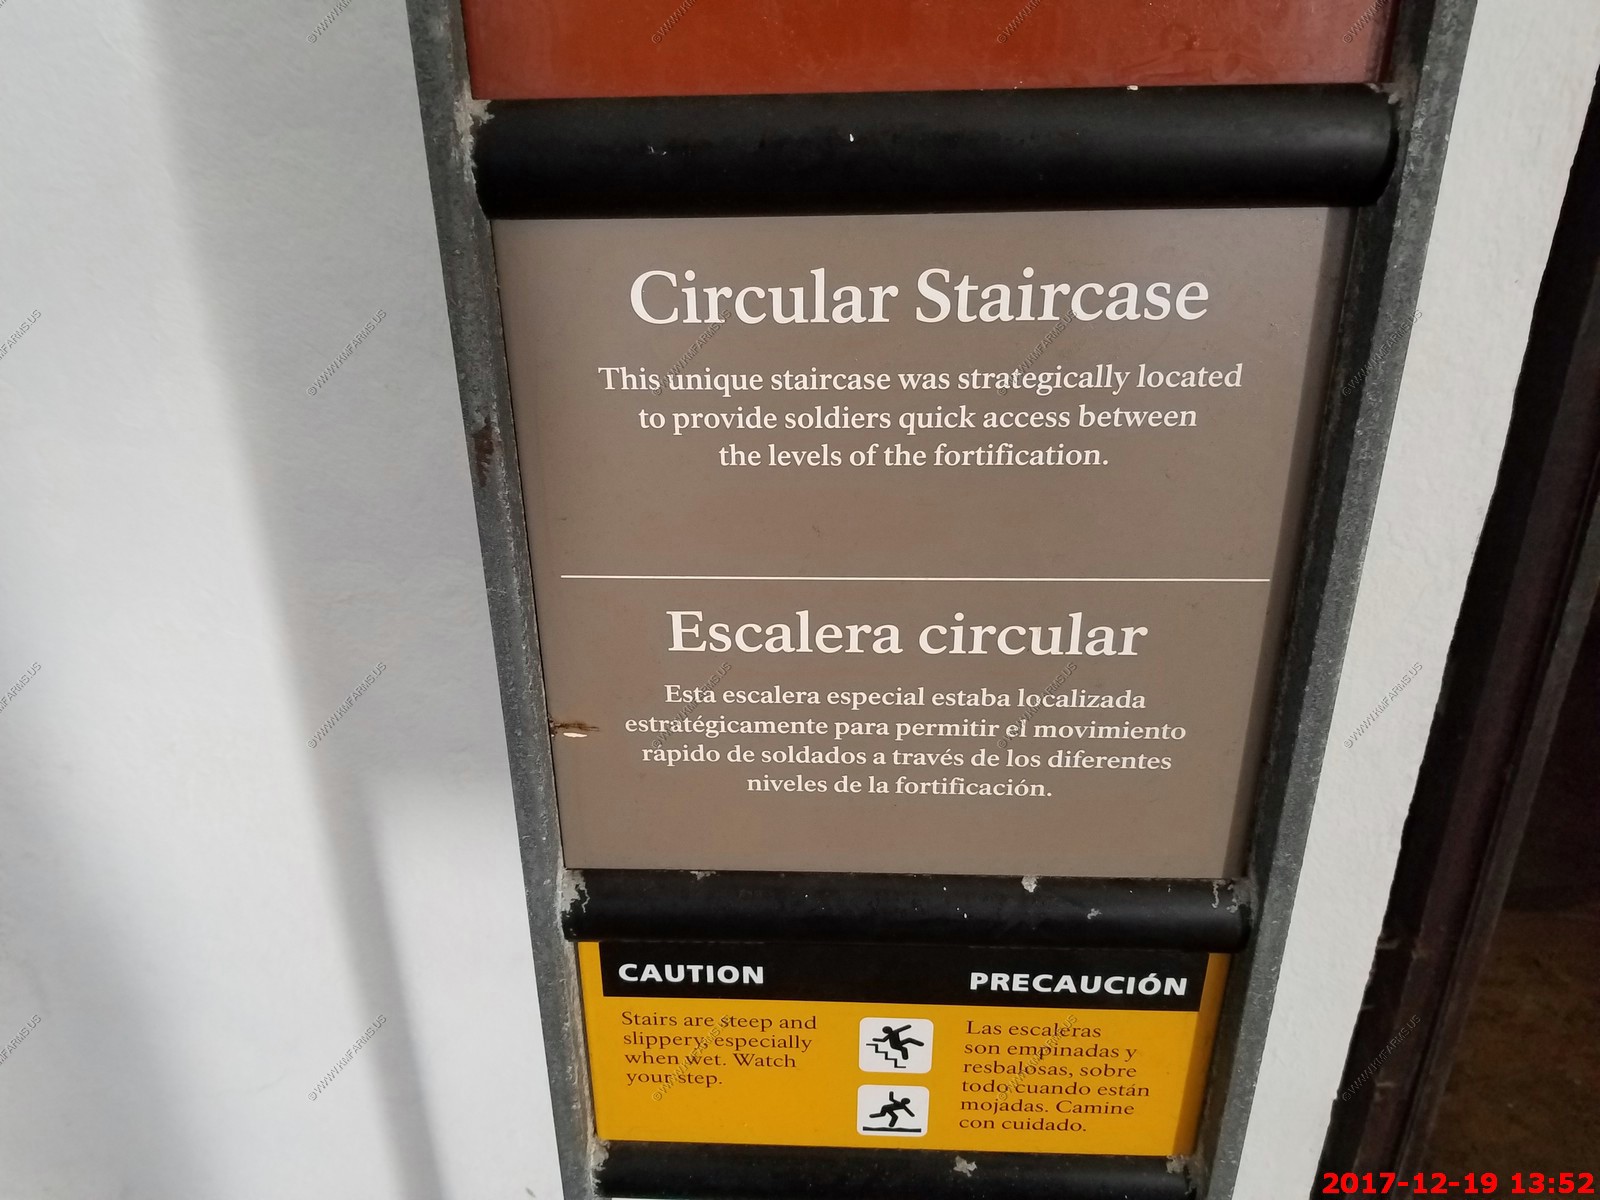 Circular Staircase
This unique staircase was strategically located
to provide soldiers quick access between
the levels of the fortification.
Escalera circular
Esta escalera especial estaba localizada
estratégicamente para permitir el movimiento
rápido de soldados a través de los diferentes
niveles de la fortificación.
CAUTION
Stairs are steep and
slippery, especially
when wet. Watch
your step.
PRECAUCIÓN
Las escaleras
son empinadas y
resbalosas, sobre
todo cuando están
mojadas. Camine
con cuidado.
©WWW.KMFARMS.US
2017-12-19 13:52